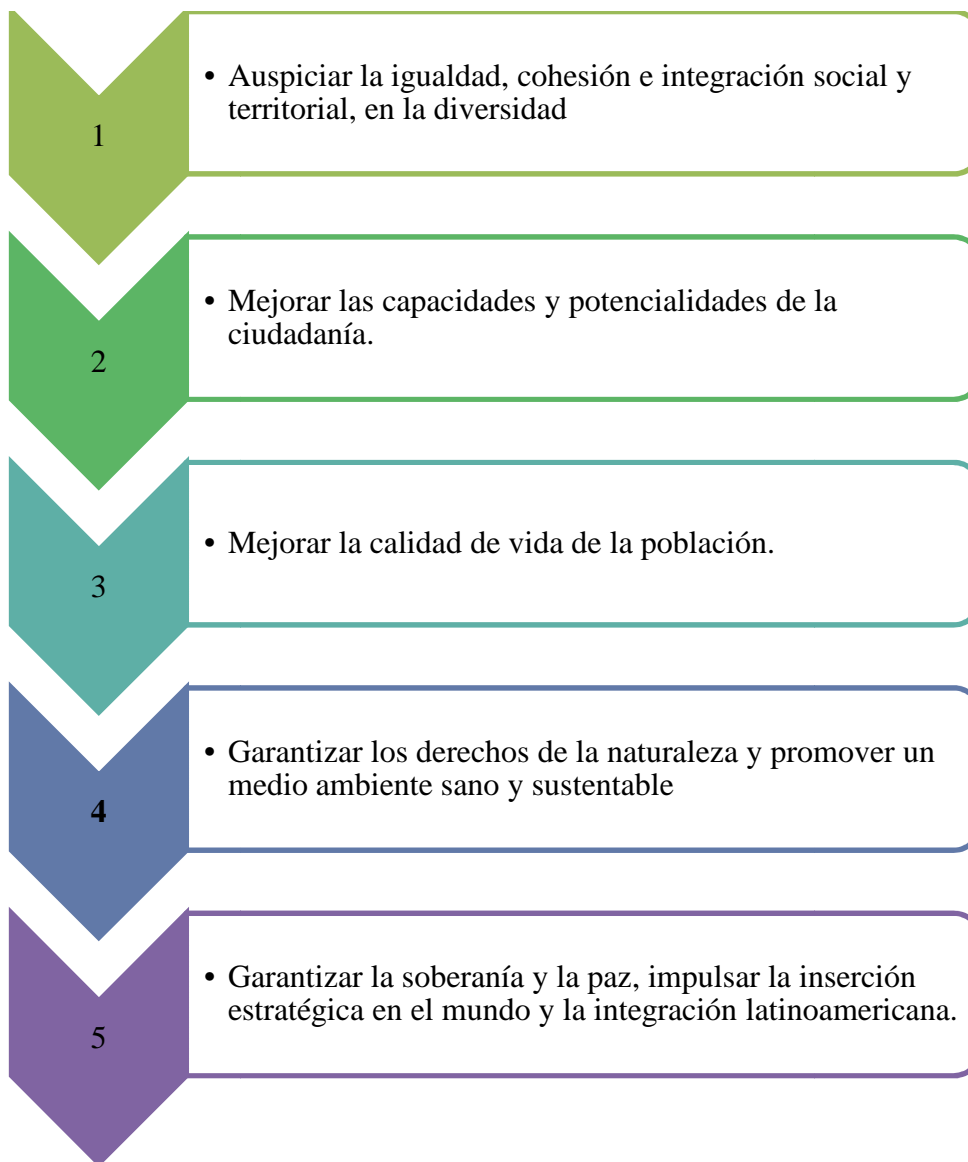 1
• Auspiciar la igualdad, cohesión e integración social y
territorial, en la diversidad
2
• Mejorar las capacidades y potencialidades de la
ciudadanía.
3
• Mejorar la calidad de vida de la población.
4
• Garantizar los derechos de la naturaleza y promover un
medio ambiente sano y sustentable
5
• Garantizar la soberanía y la paz, impulsar la inserción
estratégica en el mundo y la integración latinoamericana.